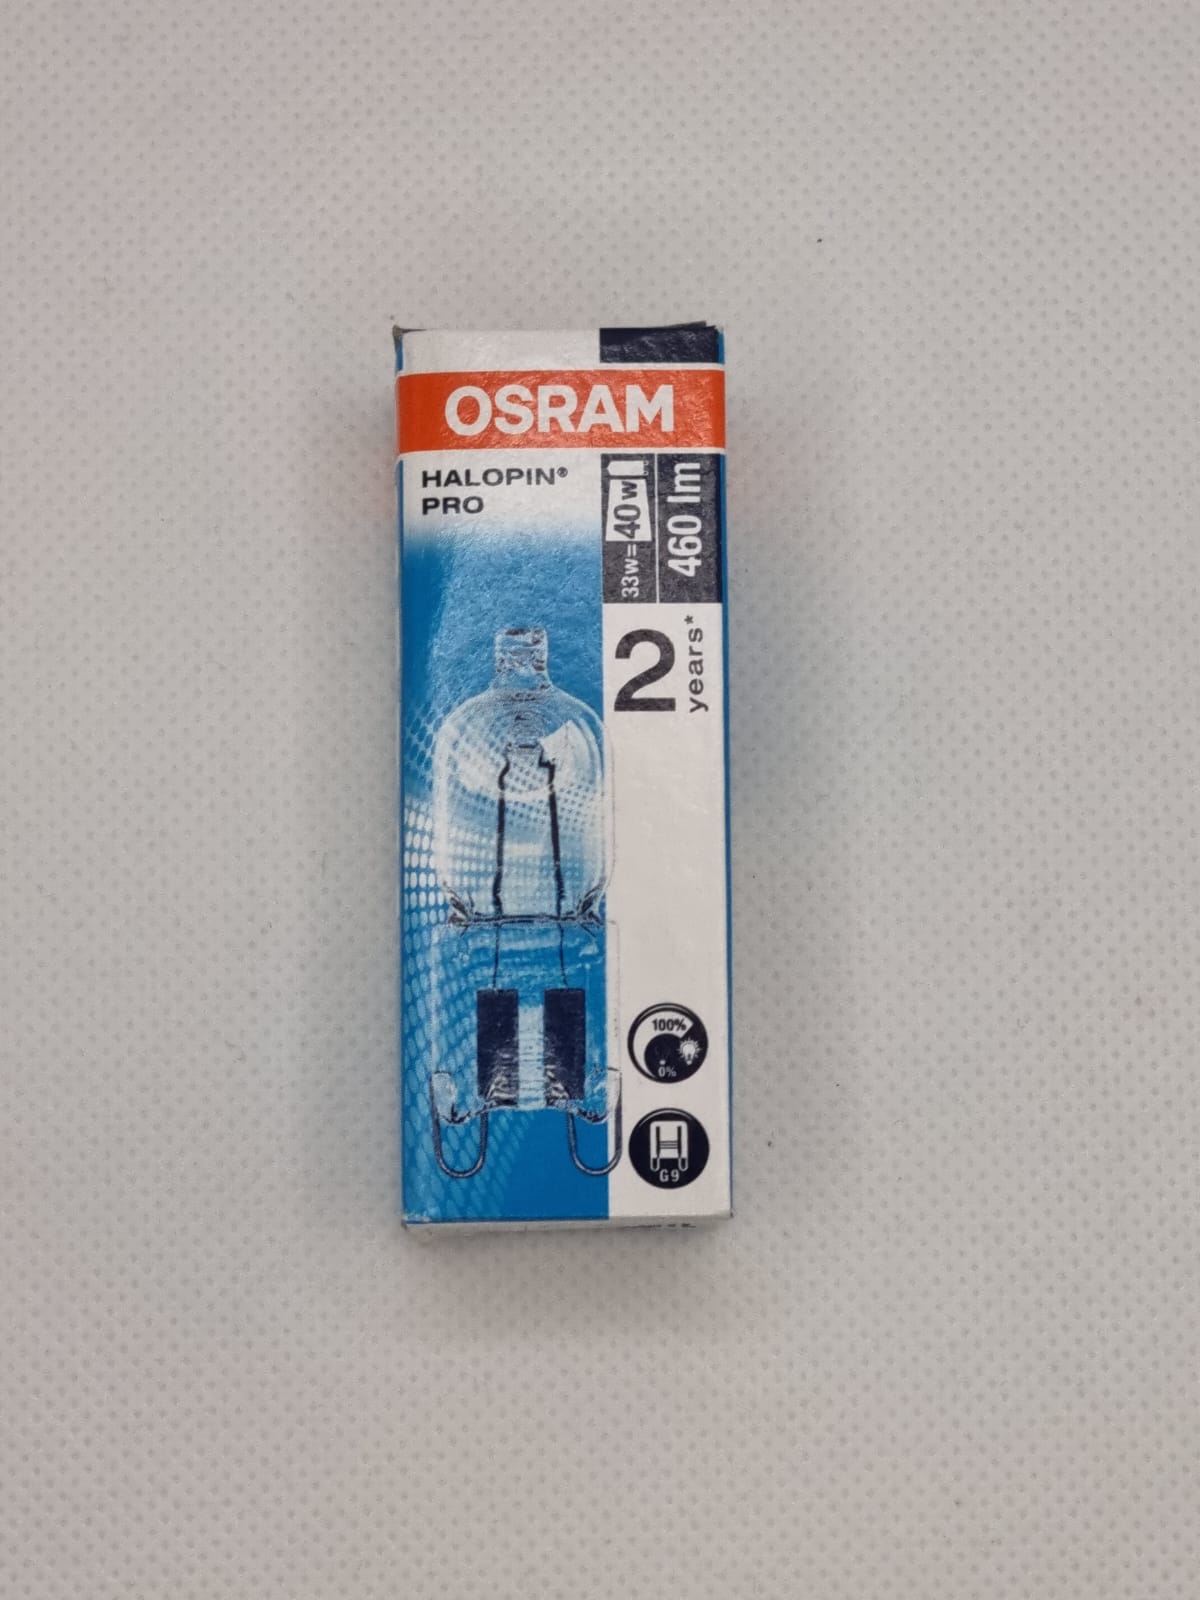 OSRAM
HALOPIN®
PRO
33W=40W
460 lm
2
years*
100%
0%
G9